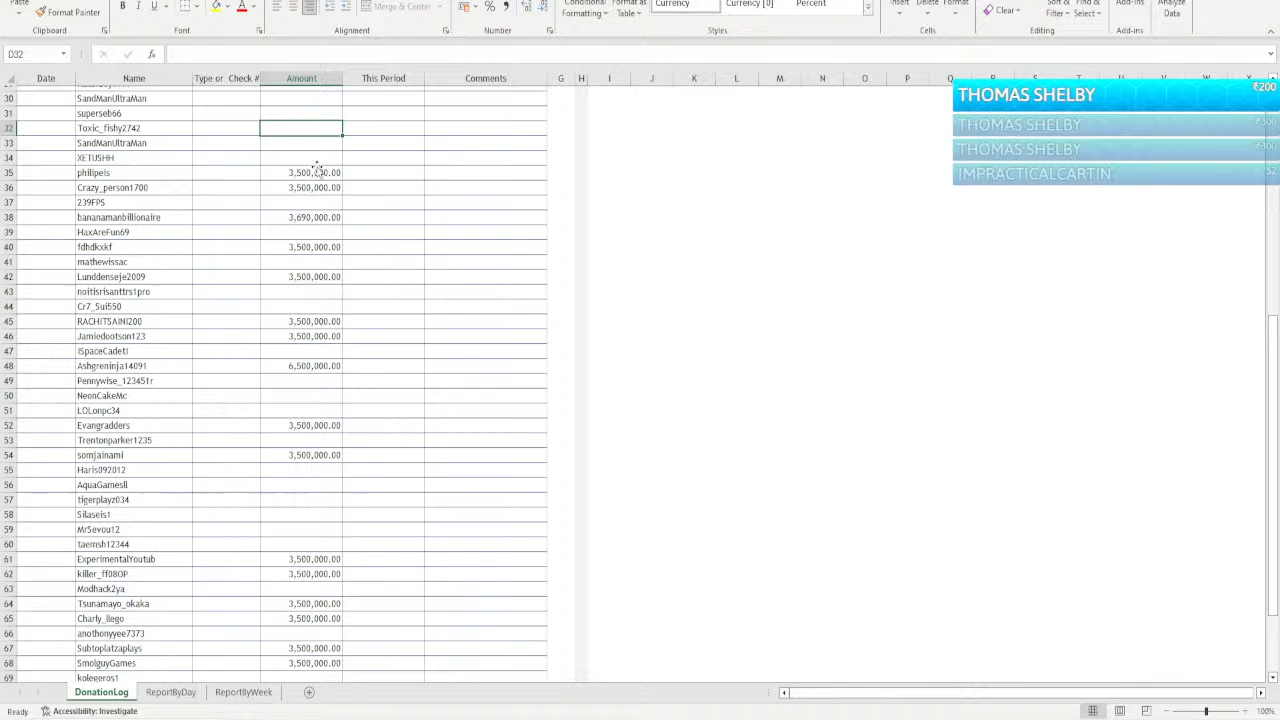 Paste
Format Painter
B I U
A
Merge & Center
% 9
Conditional Formatting
Format as Table
Currency
Currency [0]
Percent
Insert
Delete
Format
Clear
Sort & Filter
Find & Select
Add-ins
Analyze Data
Clipboard
Font
Alignment
Number
Styles
Cells
Editing
Add-ins
D32
fx
Date Name Type or Check # Amount This Period Comments G H I J K L M N O P
30 SandManUltraMan
31 superseb66
32 Toxic_fishy2742
33 SandManUltraMan
34 XETUSHH
35 philipeis 3,500,000.00
36 Crazy_person1700 3,500,000.00
37 239FPS
38 bananamanbillionaire 3,690,000.00
39 HaxAreFun69
40 fdhdkxkf 3,500,000.00
41 mathewissac
42 Lunddenseje2009 3,500,000.00
43 noitisrisanttrs1pro
44 Cr7_Sui550
45 RACHITSAINI200 3,500,000.00
46 Jamiedootson123 3,500,000.00
47 ISpaceCadetI
48 Ashgreninja14091 6,500,000.00
49 Pennywise_123451r
50 NeonCakeMc
51 LOLonpc34
52 Evangradders 3,500,000.00
53 Trentonparker1235
54 somjainami 3,500,000.00
55 Haris092012
56 AquaGamesll
57 tigerplayz034
58 Silaseis1
59 MrSevou12
60 taemsh12344
61 ExperimentalYoutub 3,500,000.00
62 killer_ff08OP 3,500,000.00
63 Modhack2ya
64 Tsunamayo_okaka 3,500,000.00
65 Charly_llego 3,500,000.00
66 anothonyyee7373
67 Subtoplatzaplays 3,500,000.00
68 SmolguyGames 3,500,000.00
69 kolegeros1
THOMAS SHELBY ₹200
THOMAS SHELBY ₹300
THOMAS SHELBY ₹300
IMPRACTICALCARTIN $2
DonationLog ReportByDay ReportByWeek
Ready Accessibility: Investigate 100%